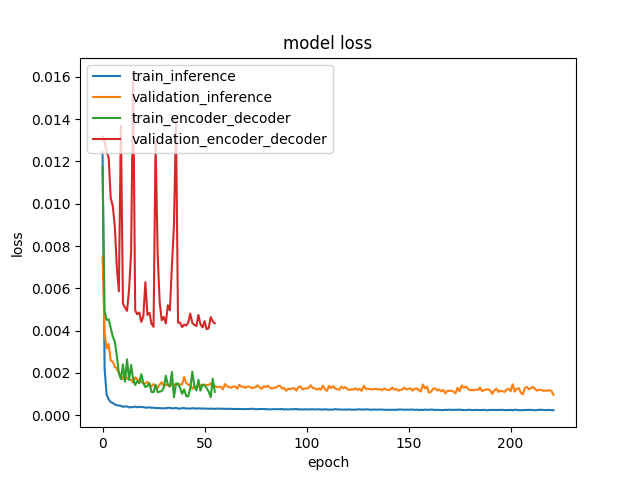 model loss
train_inference
validation_inference
train_encoder_decoder
validation_encoder_decoder
0.016
0.014
0.012
0.010
0.008
0.006
0.004
0.002
0.000
loss
0
50
100
150
200
epoch